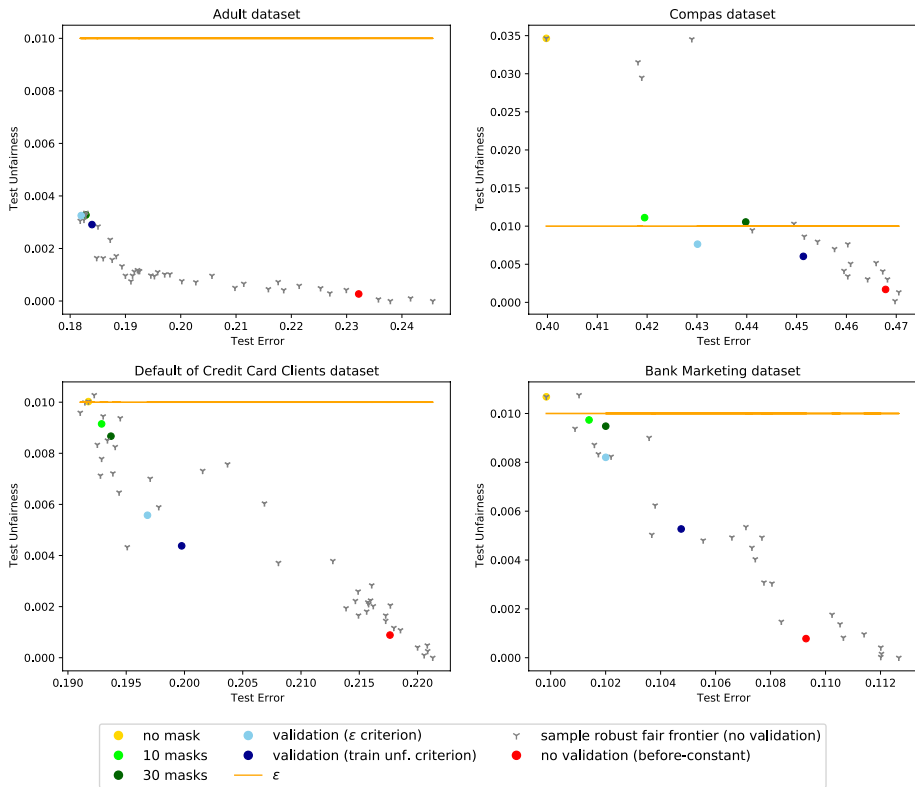 Adult dataset
0.010
0.008
0.006
0.004
0.002
0.000
Test Unfairness
0.18 0.19 0.20 0.21 0.22 0.23 0.24
Test Error
Compas dataset
0.035
0.030
0.025
0.020
0.015
0.010
0.005
0.000
Test Unfairness
0.40 0.41 0.42 0.43 0.44 0.45 0.46 0.47
Test Error
Default of Credit Card Clients dataset
0.010
0.008
0.006
0.004
0.002
0.000
Test Unfairness
0.190 0.195 0.200 0.205 0.210 0.215 0.220
Test Error
Bank Marketing dataset
0.010
0.008
0.006
0.004
0.002
0.000
Test Unfairness
0.100 0.102 0.104 0.106 0.108 0.110 0.112
Test Error
no mask
10 masks
30 masks
validation (ε criterion)
validation (train unf. criterion)
ε
sample robust fair frontier (no validation)
no validation (before-constant)